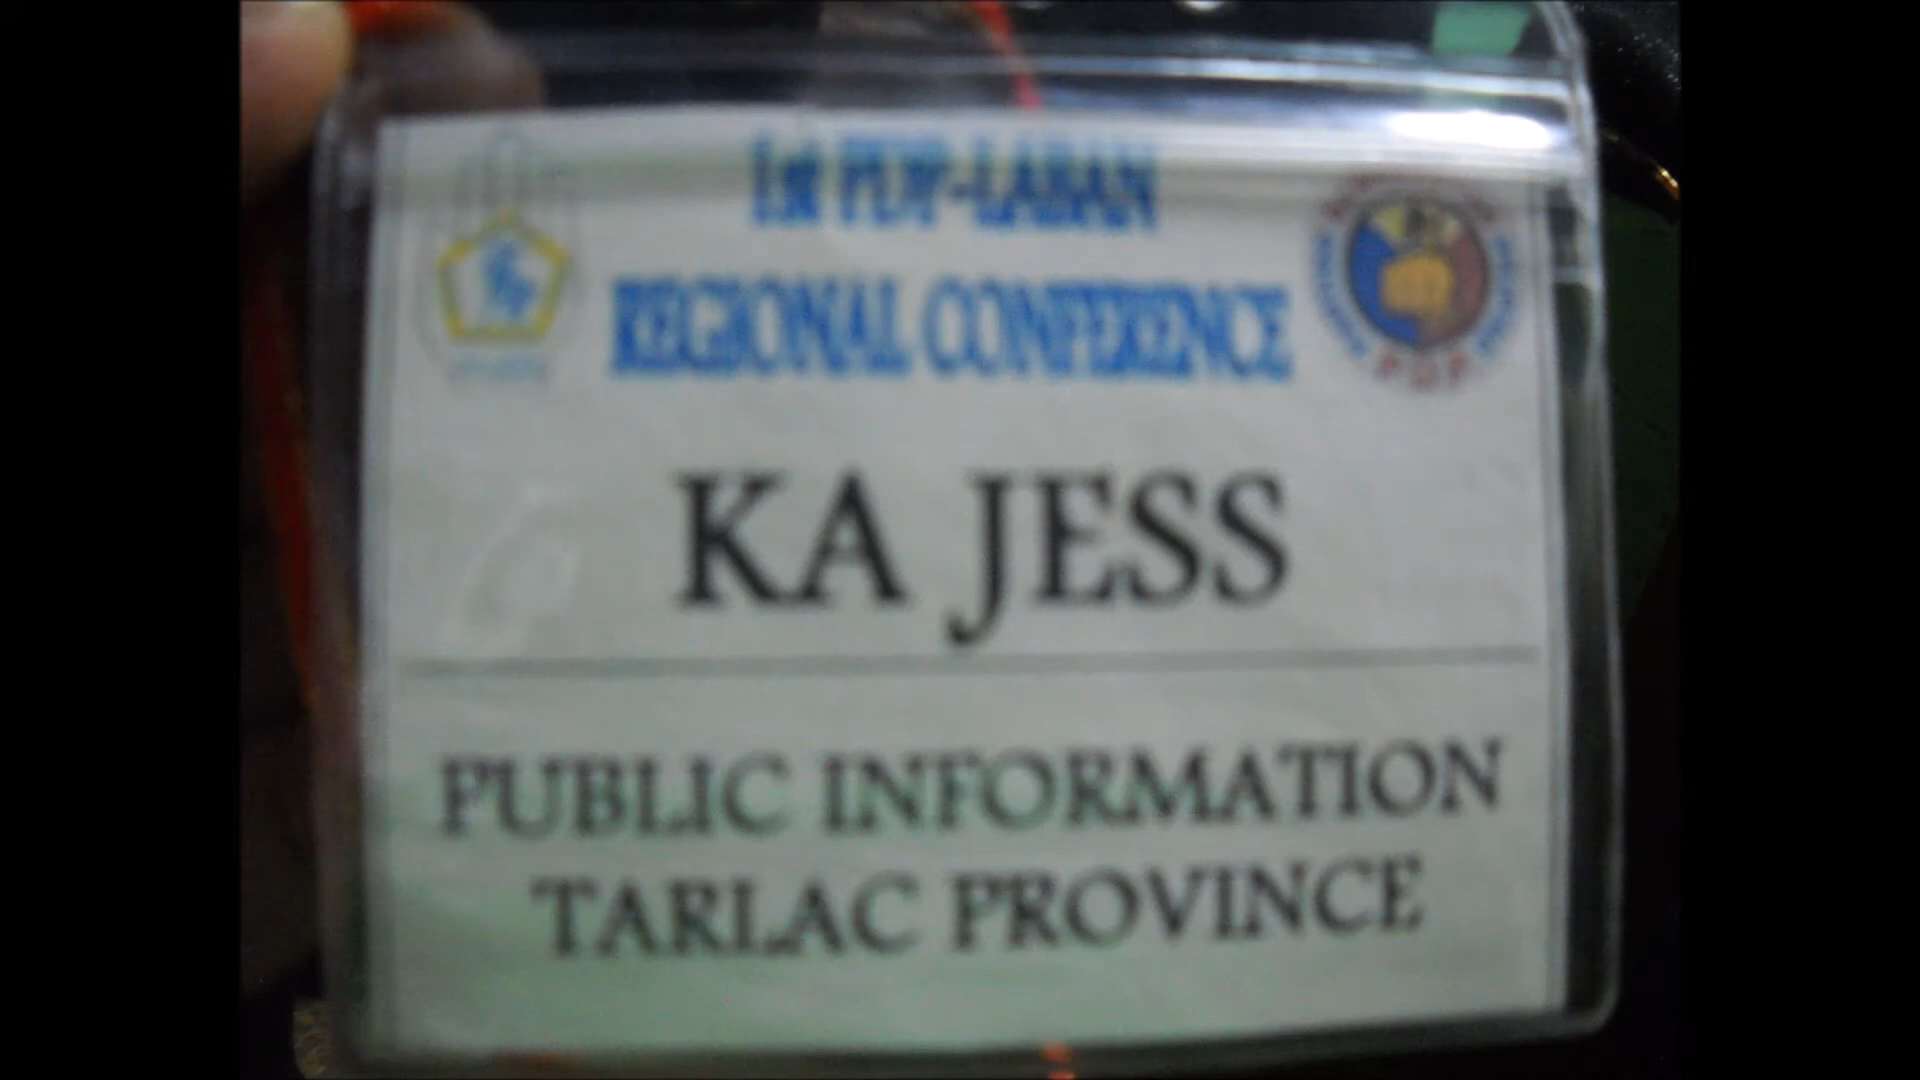 1st PDP-LABAN
REGIONAL CONFERENCE
KA JESS
PUBLIC INFORMATION
TARLAC PROVINCE